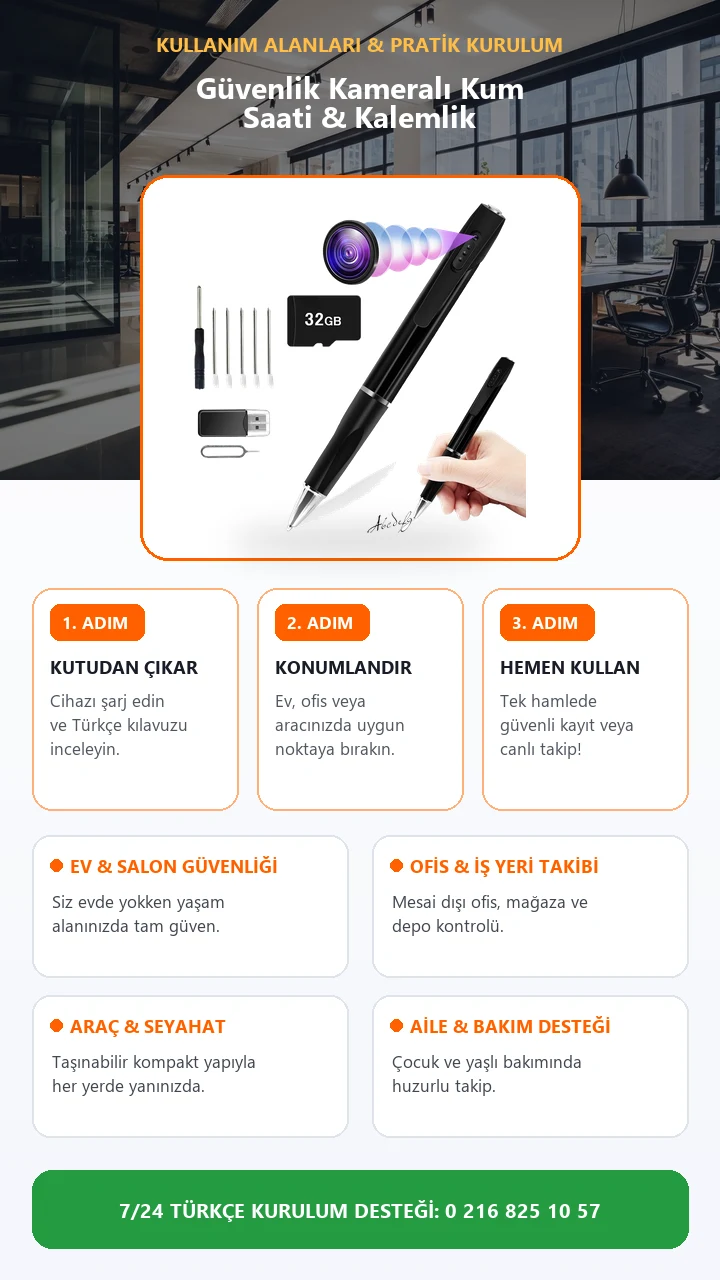 KULLANIM ALANLARI & PRATİK KURULUM
Güvenlik Kameralı Kum
Saati & Kalemlik
32GB
Abcdefg
1. ADIM
KUTUDAN ÇIKAR
Cihazı şarj edin
ve Türkçe kılavuzu
inceleyin.
2. ADIM
KONUMLANDIR
Ev, ofis veya
aracınızda uygun
noktaya bırakın.
3. ADIM
HEMEN KULLAN
Tek hamlede
güvenli kayıt veya
canlı takip!
EV & SALON GÜVENLİĞİ
Siz evde yokken yaşam
alanınızda tam güven.
OFİS & İŞ YERİ TAKİBİ
Mesai dışı ofis, mağaza ve
depo kontrolü.
ARAÇ & SEYAHAT
Taşınabilir kompakt yapıyla
her yerde yanınızda.
AİLE & BAKIM DESTEĞİ
Çocuk ve yaşlı bakımında
huzurlu takip.
7/24 TÜRKÇE KURULUM DESTEĞİ: 0 216 825 10 57